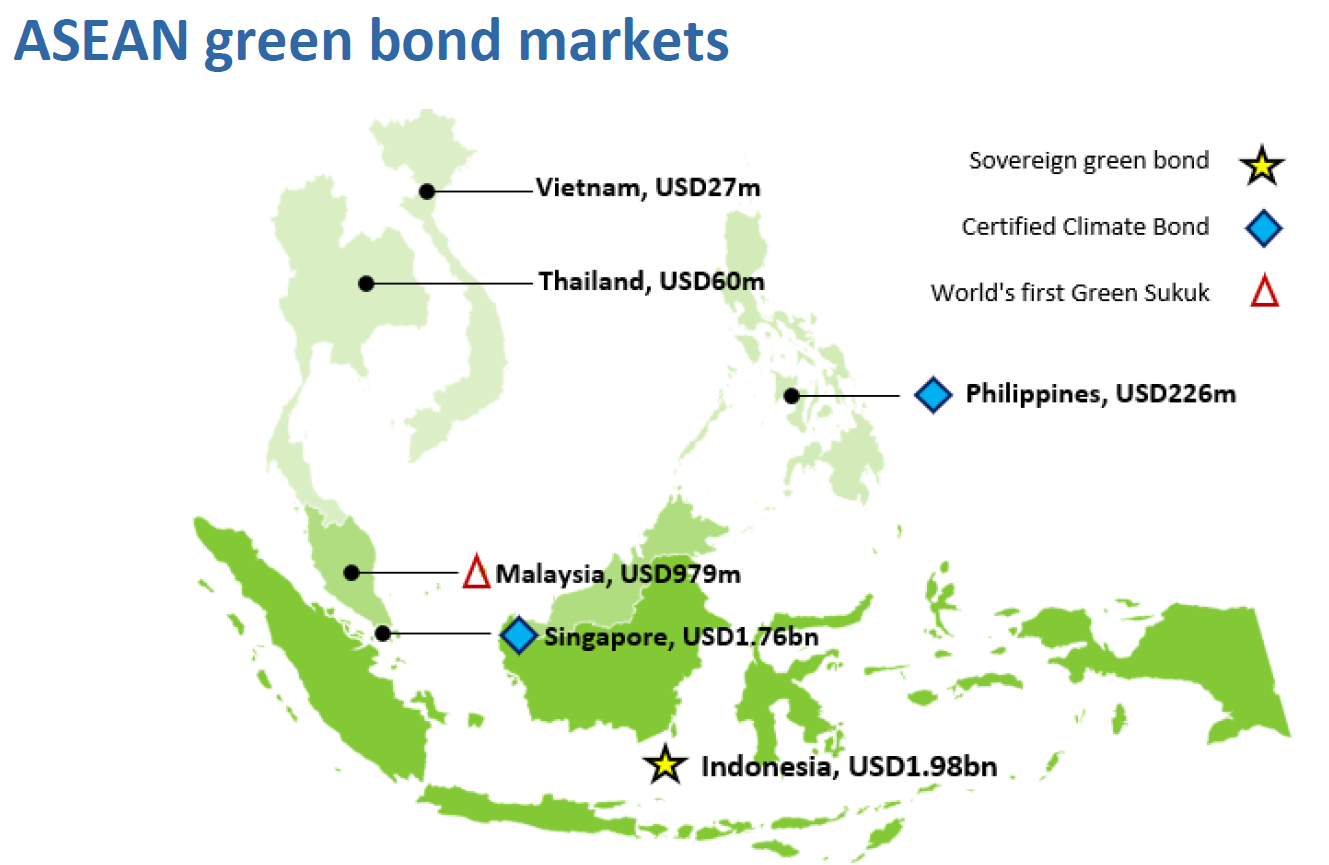 ASEAN green bond markets
Sovereign green bond
Vietnam, USD27m
Certified Climate Bond
Thailand, USD60m
World's first Green Sukuk
Philippines, USD226m
Malaysia, USD979m
Singapore, USD1.76bn
Indonesia, USD1.98bn